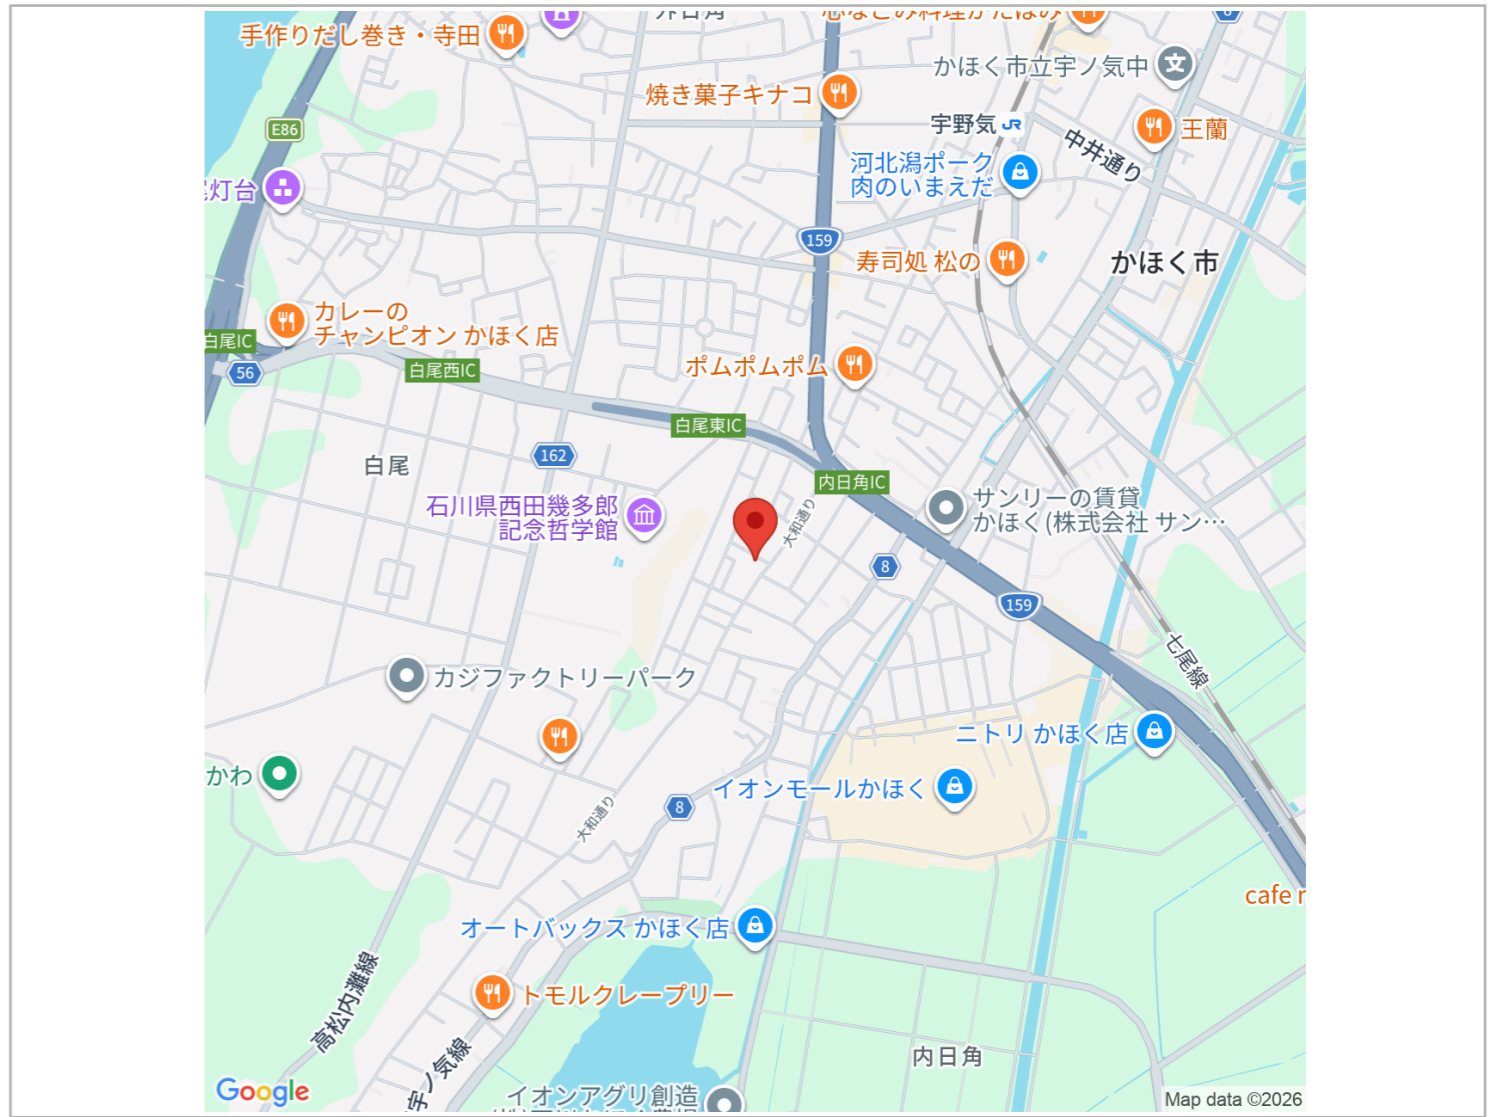 手作りだし巻き・寺田
外日角
8
かほく市立宇ノ気中
焼き菓子キナコ
宇野気 JR
王蘭
E86
中井通り
河北潟ポーク
肉のいまえだ
灯台
159
寿司処 松の
かほく市
カレーの
チャンピオン かほく店
白尾IC
56
白尾西IC
ポムポムポム
白尾東IC
162
白尾
内日角IC
石川県西田幾多郎
記念哲学館
大和通り
サンリーの賃貸
かほく(株式会社 サン…
8
159
七尾線
カジファクトリーパーク
ニトリ かほく店
かわ
イオンモールかほく
8
大和通り
cafe
オートバックス かほく店
高松内灘線
トモルクレープリー
宇ノ気線
内日角
Google
イオンアグリ創造
Map data ©2026